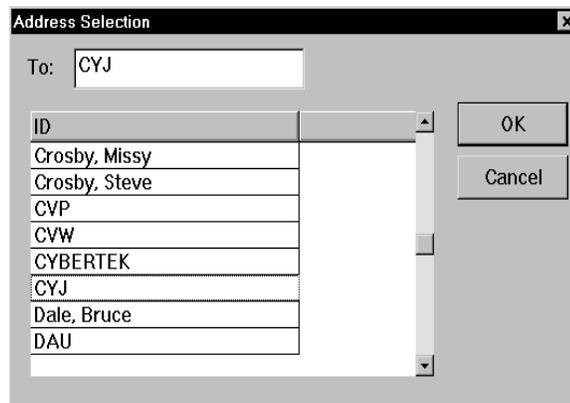 Address Selection
To: CYJ
ID
OK
Crosby, Missy
Crosby, Steve
Cancel
CVP
CVW
CYBERTEK
CYJ
Dale, Bruce
DAU